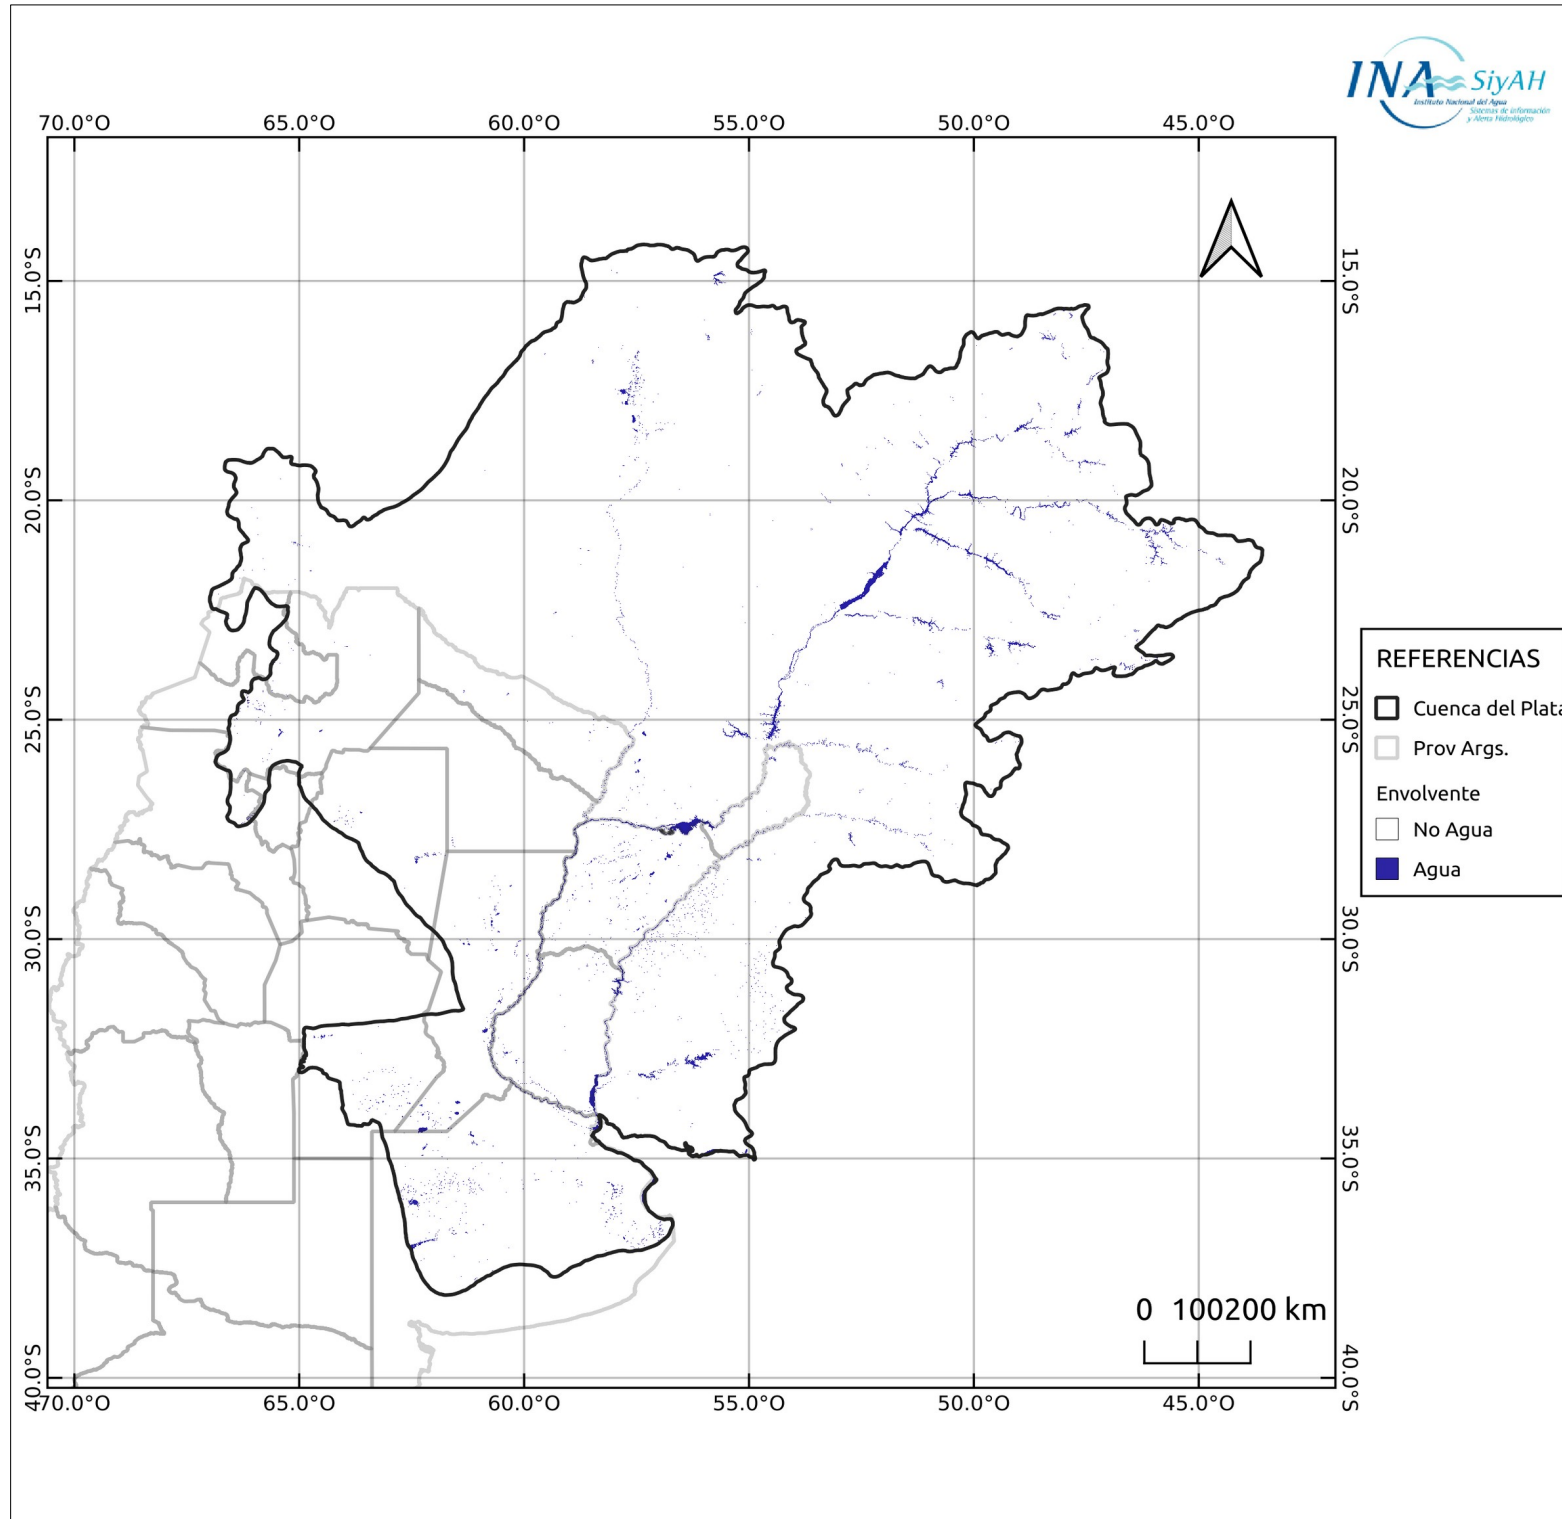 INA SiyAH
Instituto Nacional del Agua
Sistemas de Información
y Alerta Hidrológico
70.0°O 65.0°O 60.0°O 55.0°O 50.0°O 45.0°O
15.0°S 15.0°S
20.0°S 20.0°S
25.0°S 25.0°S
30.0°S 30.0°S
35.0°S 35.0°S
40.0°S 40.0°S
REFERENCIAS
Cuenca del Plata
Prov Args.
Envolvente
No Agua
Agua
0 100200 km
70.0°O 65.0°O 60.0°O 55.0°O 50.0°O 45.0°O